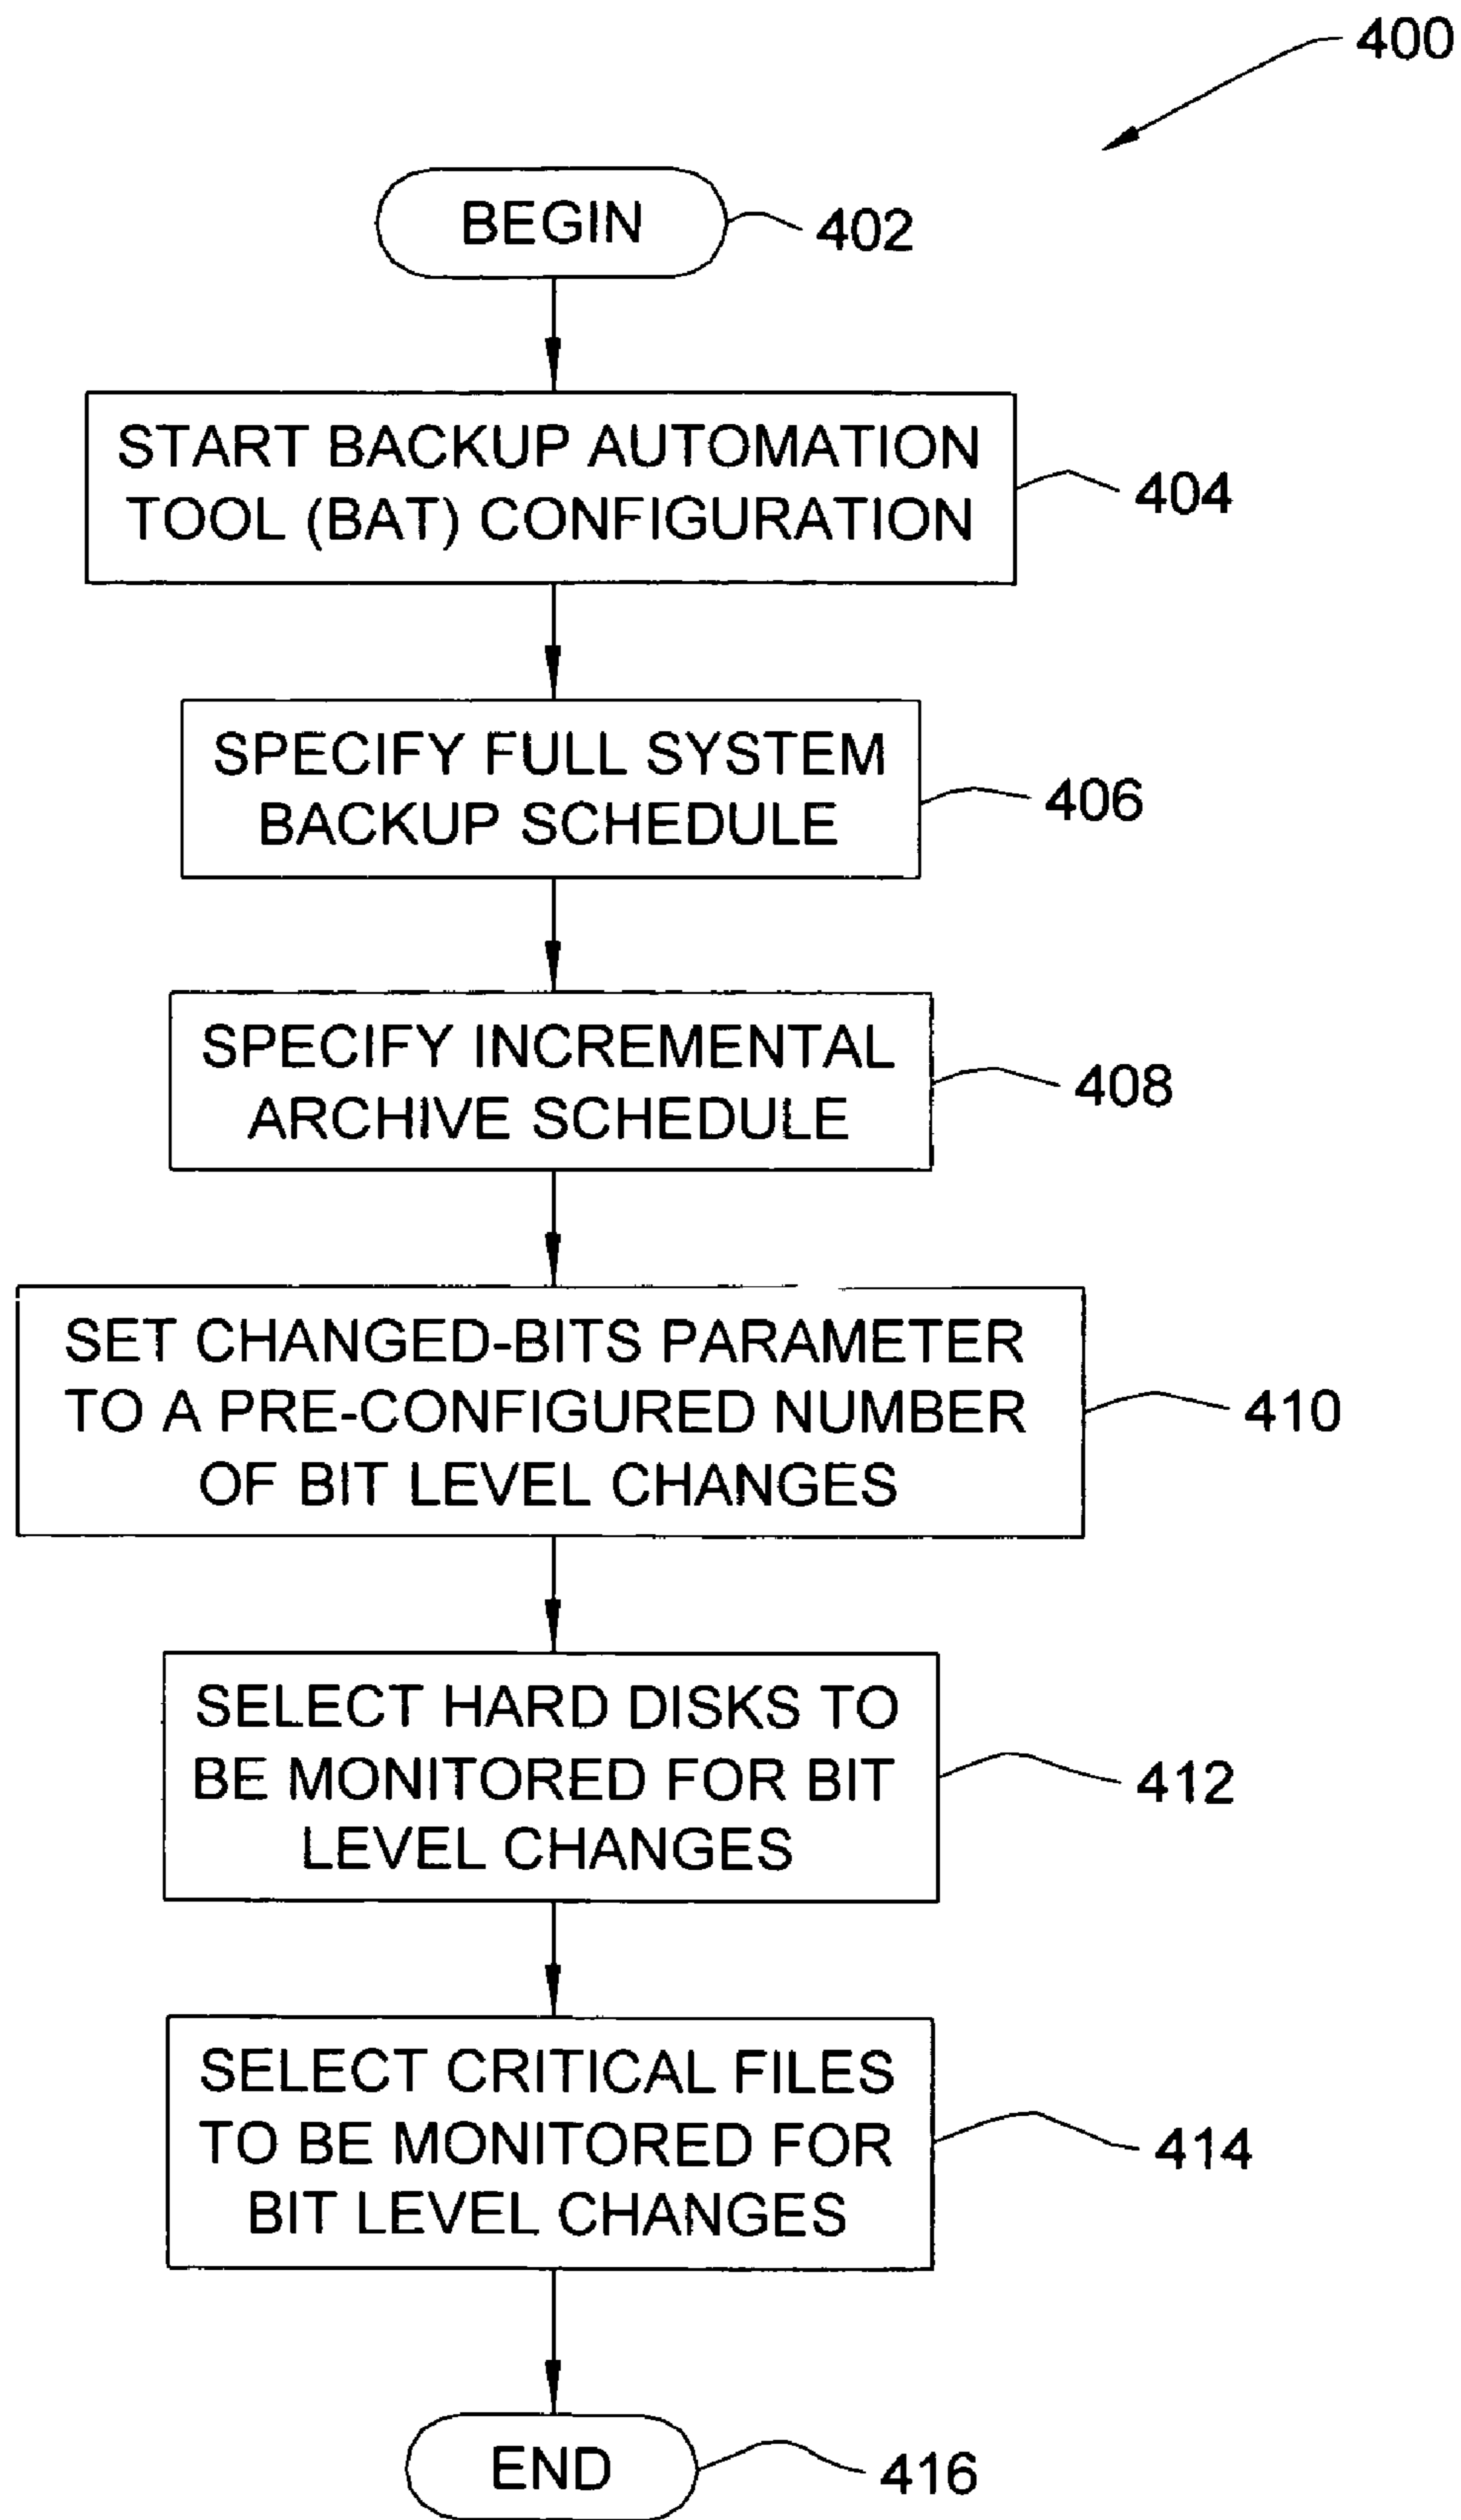 400
BEGIN
402
START BACKUP AUTOMATION
TOOL (BAT) CONFIGURATION
404
SPECIFY FULL SYSTEM
BACKUP SCHEDULE
406
SPECIFY INCREMENTAL
ARCHIVE SCHEDULE
408
SET CHANGED-BITS PARAMETER
TO A PRE-CONFIGURED NUMBER
OF BIT LEVEL CHANGES
410
SELECT HARD DISKS TO
BE MONITORED FOR BIT
LEVEL CHANGES
412
SELECT CRITICAL FILES
TO BE MONITORED FOR
BIT LEVEL CHANGES
414
END
416